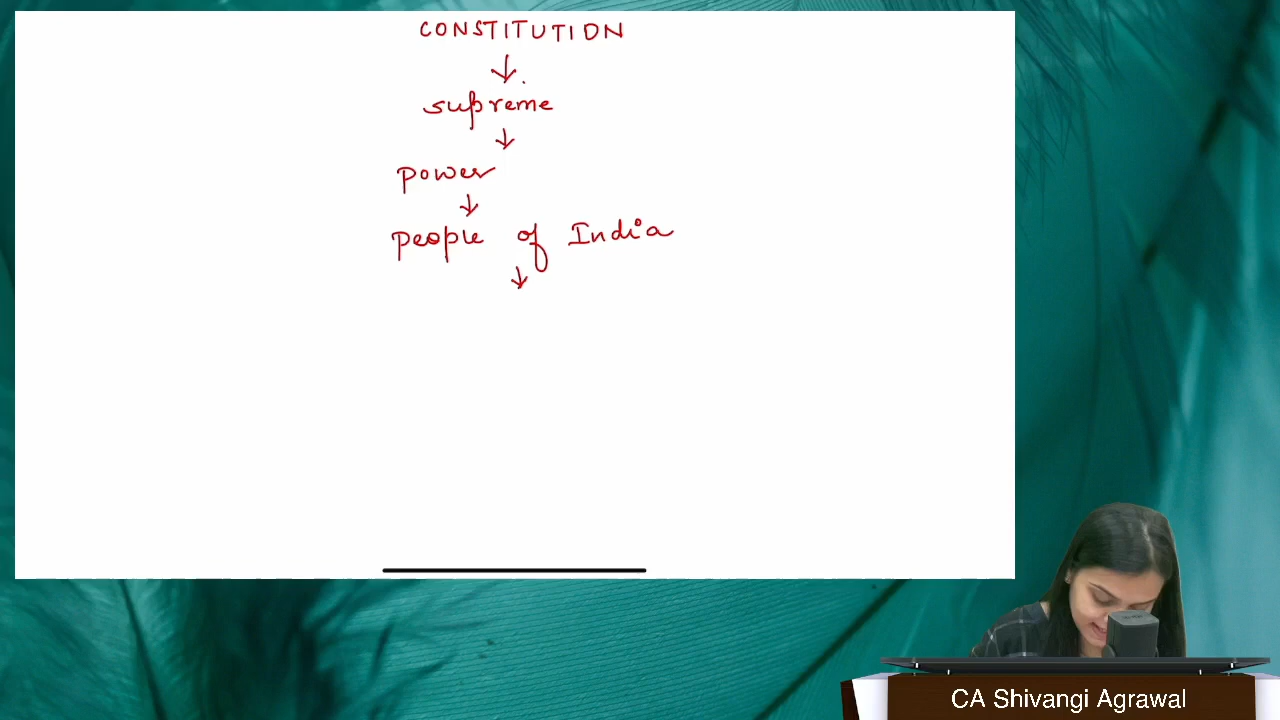 CONSTITUTION
↓
supreme
↓
power
↓
people of India
↓
CA Shivangi Agrawal